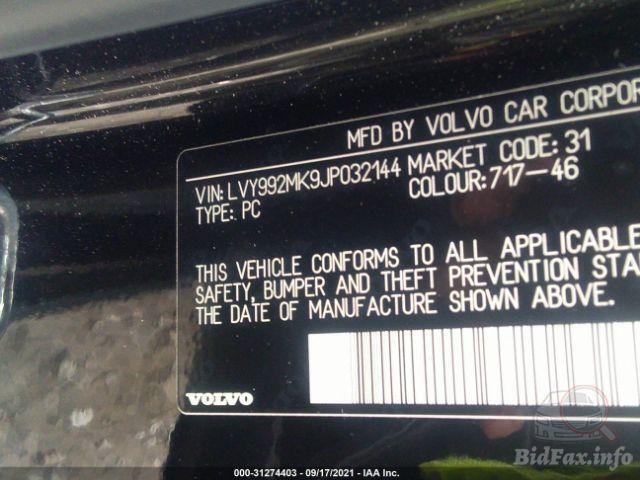 MFD BY VOLVO CAR CORPOR
VIN: LVY992MK9JP032144 MARKET CODE: 31
TYPE: PC COLOUR:717-46
THIS VEHICLE CONFORMS TO ALL APPLICABLE
SAFETY, BUMPER AND THEFT PREVENTION STA
THE DATE OF MANUFACTURE SHOWN ABOVE.
VOLVO
BidFax.info
000-31274403 - 09/17/2021 - IAA Inc.